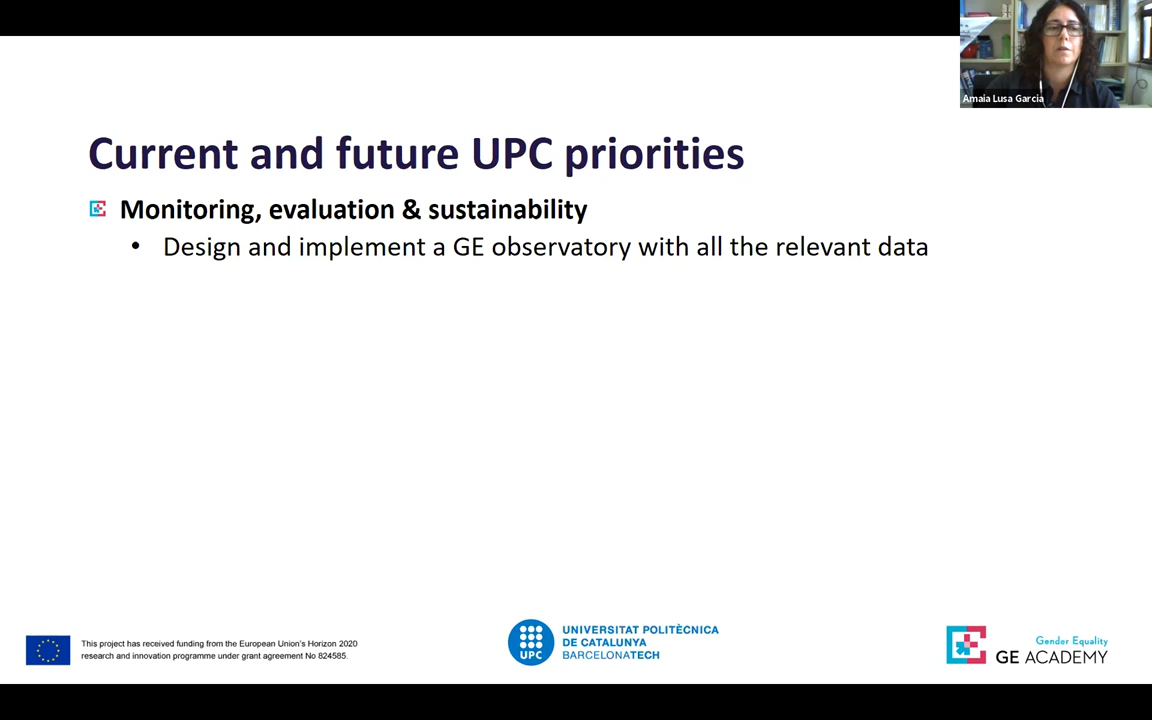 Amaia Lusa Garcia
Current and future UPC priorities
Monitoring, evaluation & sustainability
• Design and implement a GE observatory with all the relevant data
This project has received funding from the European Union's Horizon 2020
research and innovation programme under grant agreement No 824585.
UPC
UNIVERSITAT POLITÈCNICA
DE CATALUNYA
BARCELONATECH
Gender Equality
GE ACADEMY